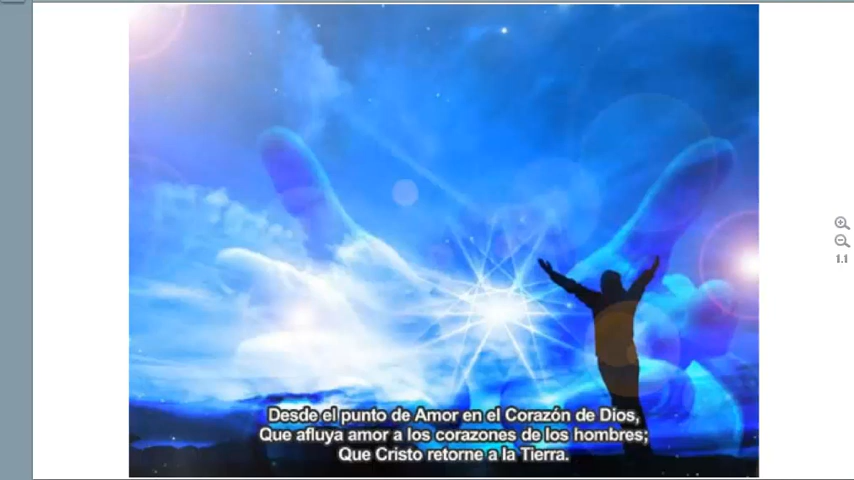 Desde el punto de Amor en el Corazón de Dios,
Que afluya amor a los corazones de los hombres;
Que Cristo retorne a la Tierra.
1.1